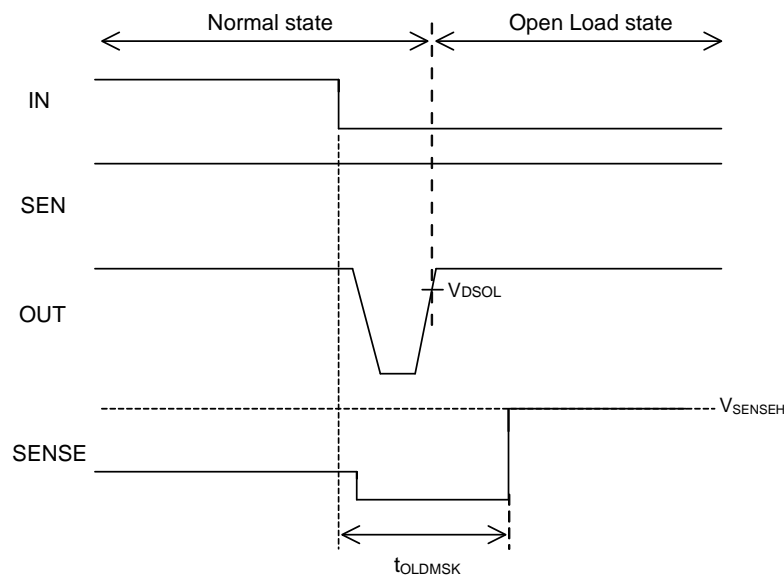 Normal state
Open Load state
IN
SEN
OUT
VDSOL
VSENSEH
SENSE
tOLDMSK